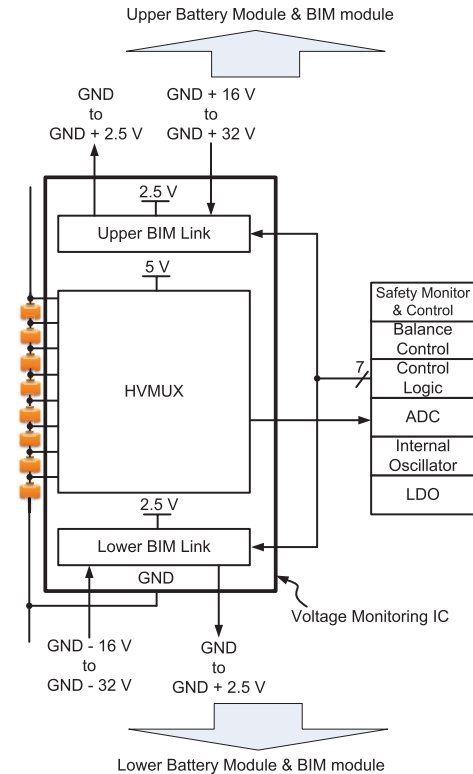 Upper Battery Module & BIM module
GND
to
GND + 2.5 V
GND + 16 V
to
GND + 32 V
2.5 V
Upper BIM Link
5 V
HVMUX
7
Safety Monitor
& Control
Balance
Control
Control
Logic
ADC
Internal
Oscillator
LDO
2.5 V
Lower BIM Link
GND
Voltage Monitoring IC
GND - 16 V
to
GND - 32 V
GND
to
GND + 2.5 V
Lower Battery Module & BIM module